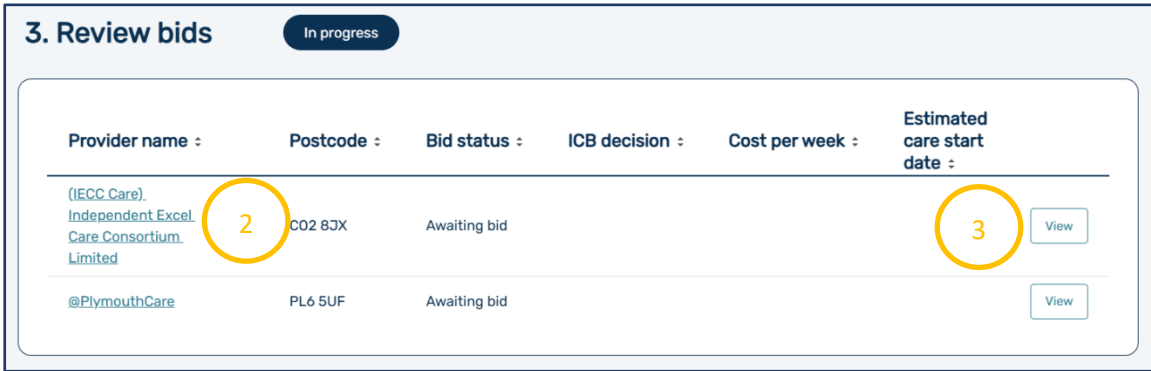 3. Review bids In progress
Provider name Postcode Bid status ICB decision Cost per week Estimated care start date
(IECC Care)
Independent Excel
Care Consortium
Limited
2
CO2 8JX Awaiting bid
3
View
@PlymouthCare PL6 5UF Awaiting bid View